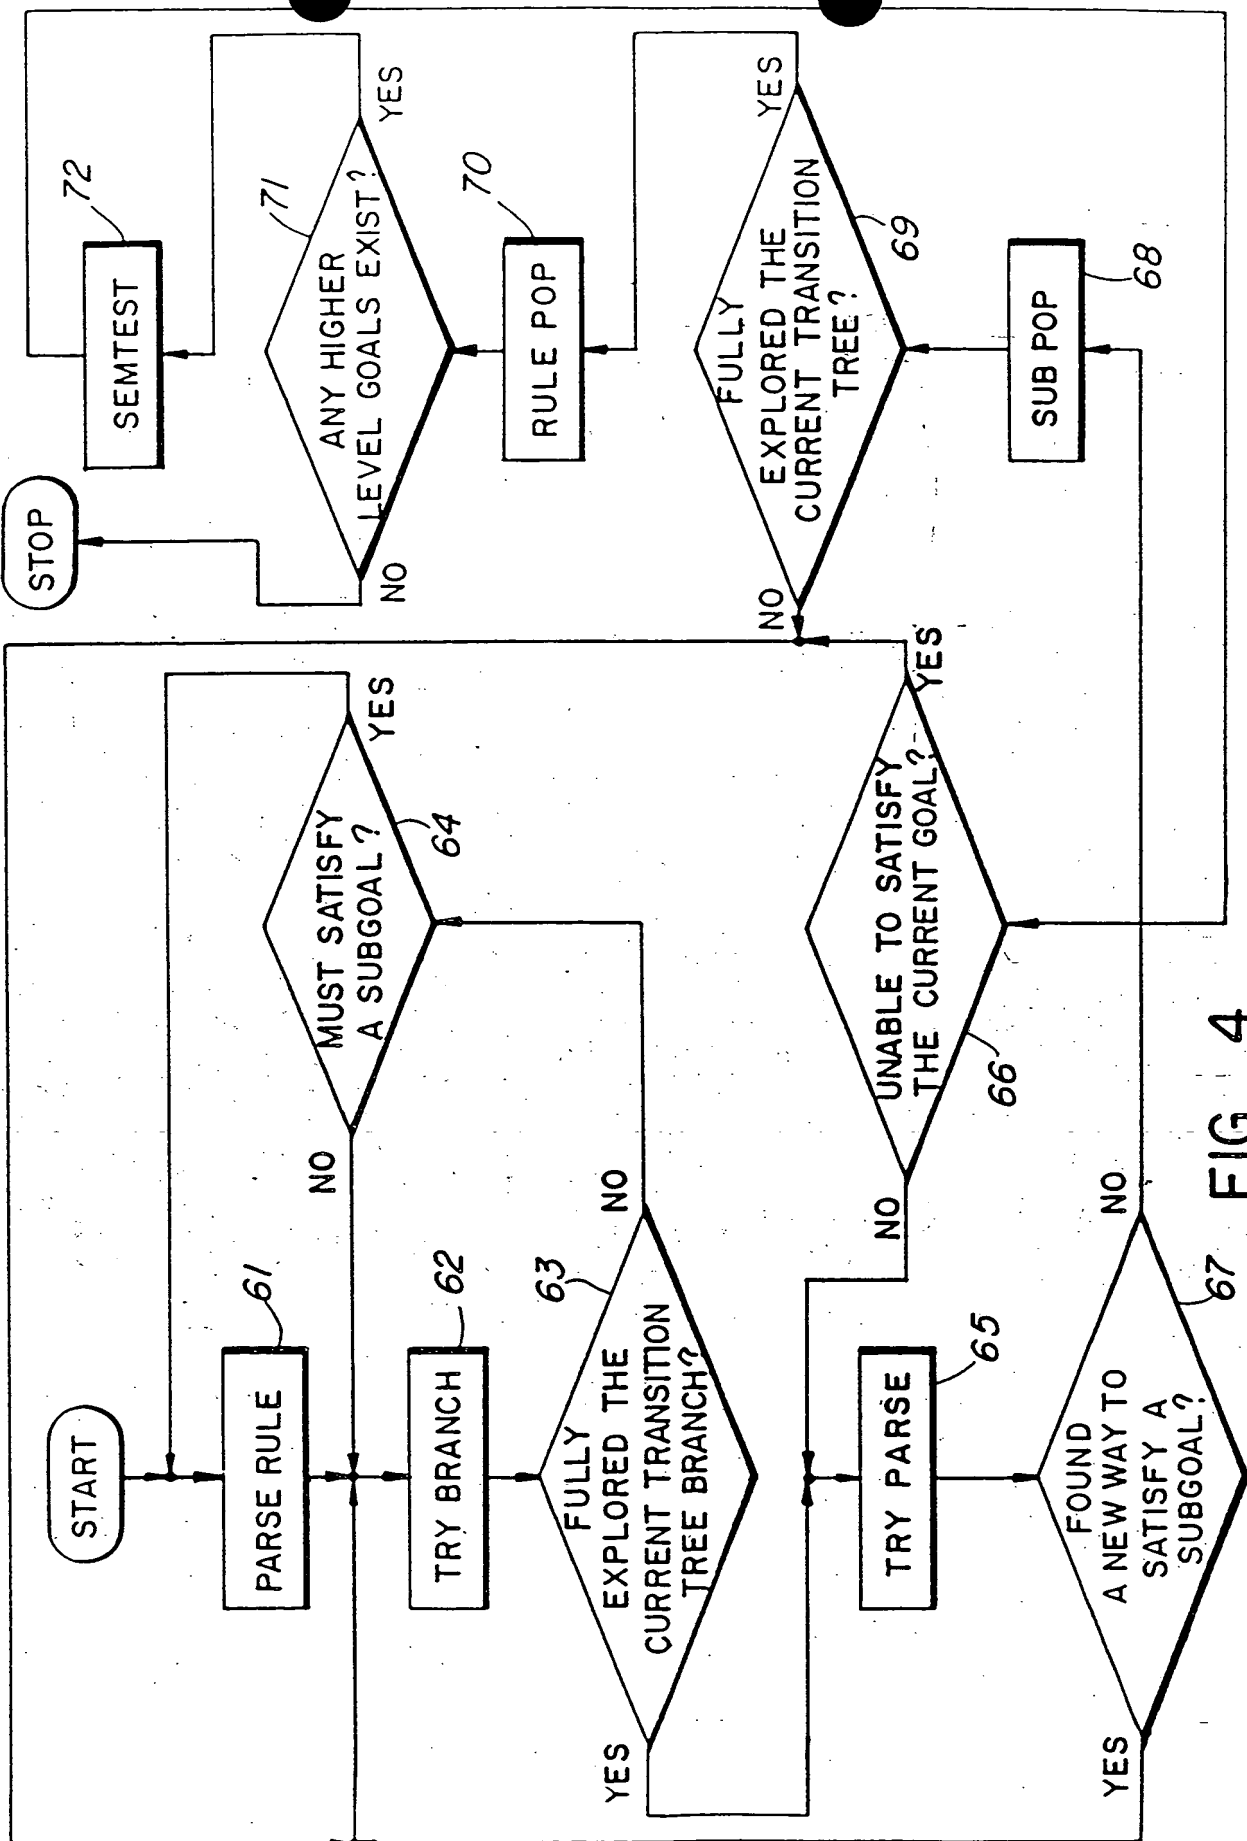 START
PARSE RULE
61
TRY BRANCH
62
FULLY
EXPLORED THE
CURRENT TRANSITION
TREE BRANCH?
63
YES
NO
MUST SATISFY
A SUBGOAL?
64
YES
NO
TRY PARSE
65
UNABLE TO SATISFY
THE CURRENT GOAL?
66
YES
NO
FOUND
A NEW WAY TO
SATISFY A
SUBGOAL?
67
YES
NO
SUB POP
68
FULLY
EXPLORED THE
CURRENT TRANSITION
TREE?
69
YES
NO
RULE POP
70
ANY HIGHER
LEVEL GOALS EXIST?
71
YES
NO
SEMTEST
72
STOP
FIG 4